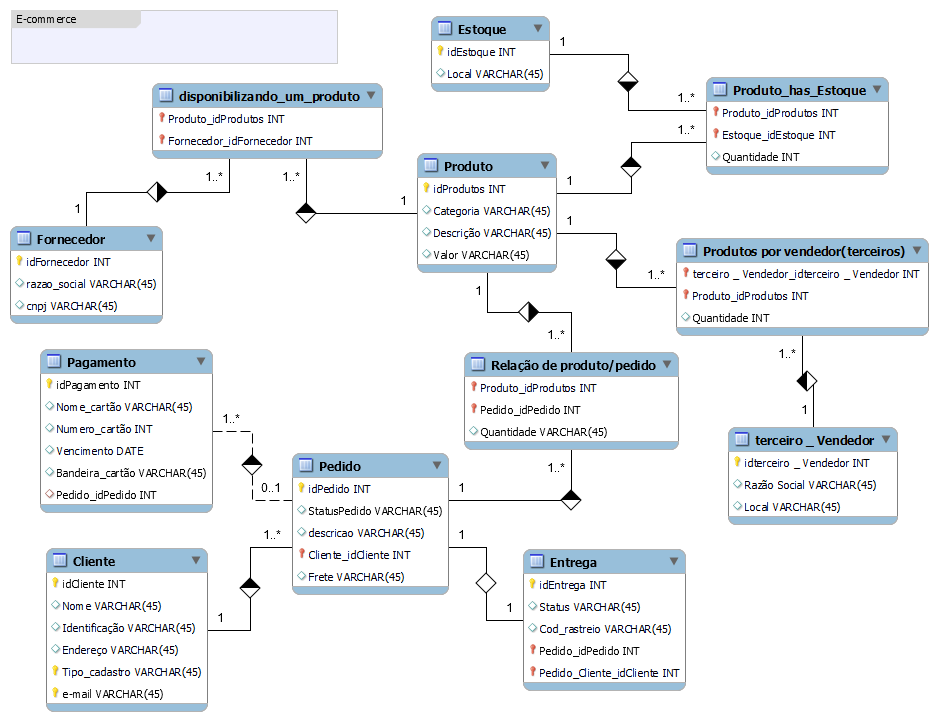 E-commerce
Estoque
idEstoque INT
Local VARCHAR(45)
1
1..*
Produto_has_Estoque
Produto_idProdutos INT
Estoque_idEstoque INT
Quantidade INT
disponibilizando_um_produto
Produto_idProdutos INT
Fornecedor_idFornecedor INT
1..*
1..*
1
1
Produto
idProdutos INT
Categoria VARCHAR(45)
Descrição VARCHAR(45)
Valor VARCHAR(45)
1..*
1
1
1..*
1
1..*
Fornecedor
idFornecedor INT
razao_social VARCHAR(45)
cnpj VARCHAR(45)
Produtos por vendedor(terceiros)
terceiro _ Vendedor_idterceiro _ Vendedor INT
Produto_idProdutos INT
Quantidade INT
1..*
1
Relação de produto/pedido
Produto_idProdutos INT
Pedido_idPedido INT
Quantidade VARCHAR(45)
1..*
1
terceiro _ Vendedor
idterceiro _ Vendedor INT
Razão Social VARCHAR(45)
Local VARCHAR(45)
Pagamento
idPagamento INT
Nome_cartão VARCHAR(45)
Numero_cartão INT
Vencimento DATE
Bandeira_cartão VARCHAR(45)
Pedido_idPedido INT
1..*
0..1
Pedido
idPedido INT
StatusPedido VARCHAR(45)
descricao VARCHAR(45)
Cliente_idCliente INT
Frete VARCHAR(45)
1..*
1
1
1
Cliente
idCliente INT
Nome VARCHAR(45)
Identificação VARCHAR(45)
Endereço VARCHAR(45)
Tipo_cadastro VARCHAR(45)
e-mail VARCHAR(45)
Entrega
idEntrega INT
Status VARCHAR(45)
Cod_rastreio VARCHAR(45)
Pedido_idPedido INT
Pedido_Cliente_idCliente INT